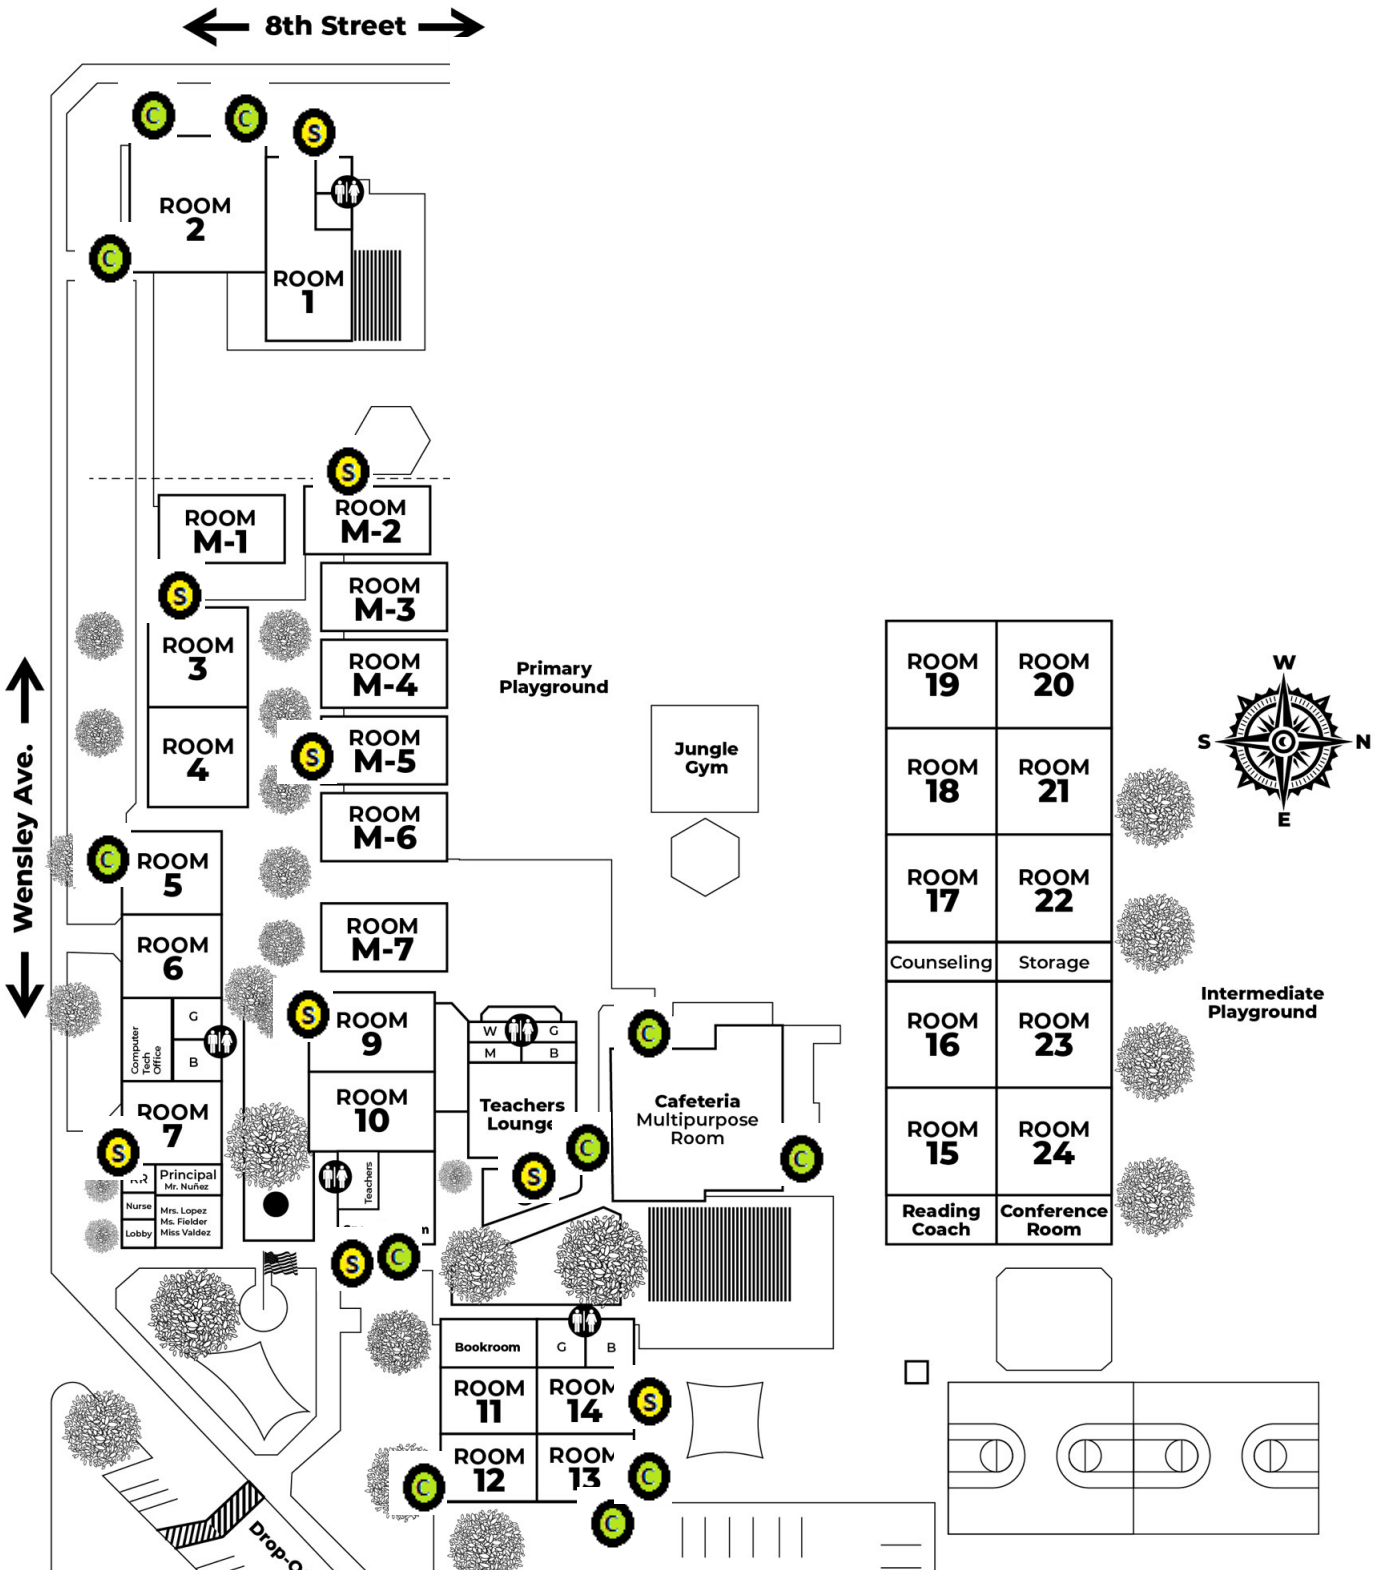 8th Street
C
C
S
ROOM
2
C
ROOM
1
S
ROOM
M-1
ROOM
M-2
S
ROOM
M-3
ROOM
3
ROOM
M-4
ROOM
4
S
ROOM
M-5
ROOM
M-6
Primary
Playground
Jungle
Gym
Wensley Ave.
C
ROOM
5
ROOM
6
ROOM
M-7
Computer
Tech
Office
G
B
S
ROOM
9
ROOM
10
W
G
M
B
Teachers
Lounge
C
Cafeteria
Multipurpose
Room
C
S
C
ROOM
7
S
Principal
Mr. Nuñez
Nurse
Lobby
Mrs. Lopez
Ms. Fielder
Miss Valdez
Teachers
S
C
Bookroom
G
B
ROOM
11
ROOM
14
S
ROOM
12
ROOM
13
C
C
C
Drop-O
ROOM
19
ROOM
20
ROOM
18
ROOM
21
ROOM
17
ROOM
22
Counseling
Storage
ROOM
16
ROOM
23
ROOM
15
ROOM
24
Reading
Coach
Conference
Room
W
S
N
E
Intermediate
Playground